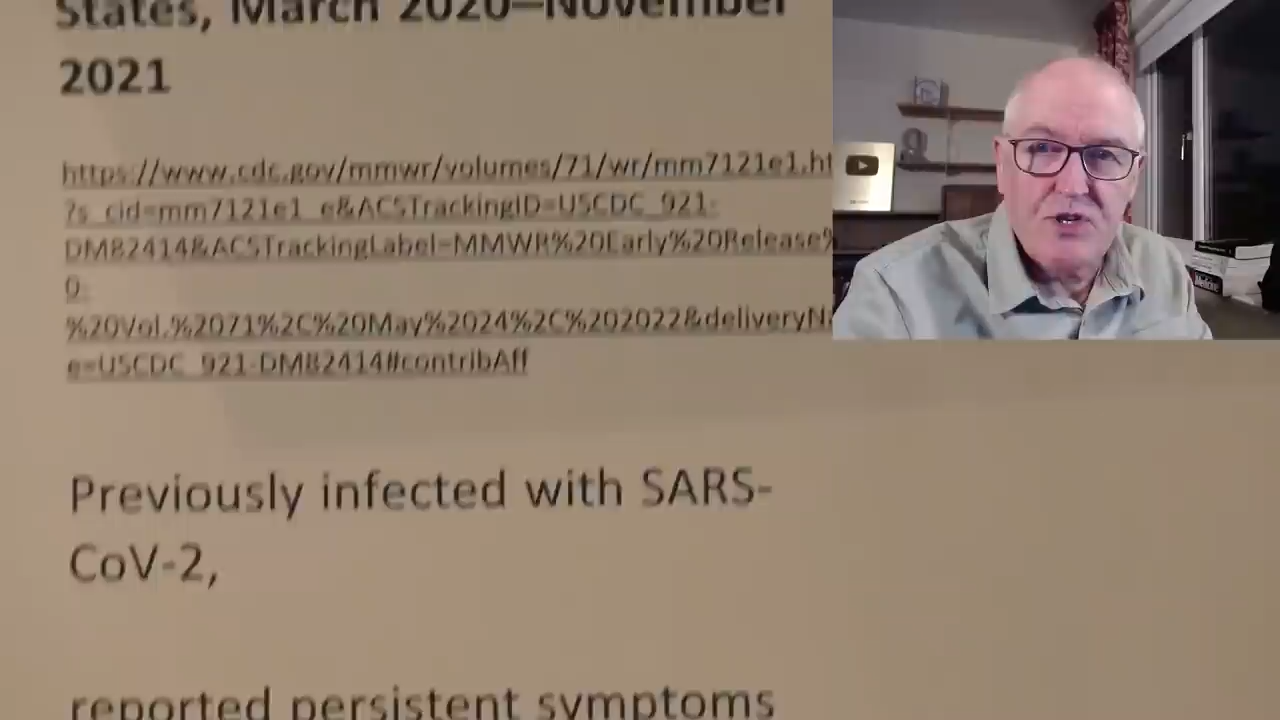 States, March 2020–November
2021
https://www.cdc.gov/mmwr/volumes/71/wr/mm7121e1.ht
?s_cid=mm7121e1_e&ACSTrackingID=USCDC_921-
DM82414&ACSTrackingLabel=MMWR%20Early%20Release%
0-
%20Vol.%2071%2C%20May%2024%2C%202022&deliveryNa
e=USCDC_921-DM82414#contribAff
Previously infected with SARS-
CoV-2,
reported persistent symptoms
Medicine